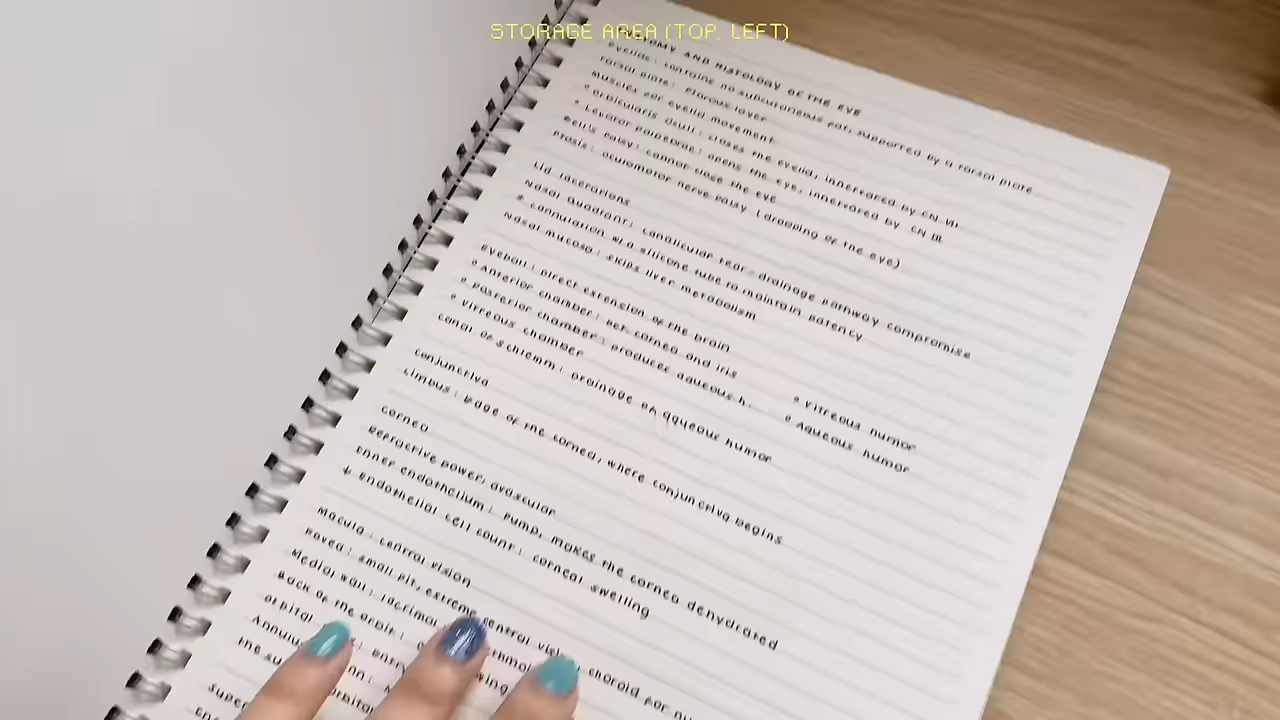 STORAGE AREA (TOP, LEFT)
AND HISTOLOGY OF THE EYE
Eyelids: contains no subcutaneous fat, supported by a tarsal plate
Tarsal plate: fibrous layer
Muscles for eyelid movement
• Orbicularis Oculi: closes the eyelid, innervated by CN VII
• Levator palpebrae: opens the eye, innervated by CN III
Bell's Palsy: cannot close the eye
Ptosis: oculomotor nerve palsy (drooping of the eye)
Lid lacerations
Nasal Quadrant: canalicular tear-drainage pathway compromise
* cannulation w/ a silicone tube to maintain patency
Nasal mucosa: skips liver metabolism
Eyeball: direct extension of the brain
• Anterior chamber: bet. cornea and iris
• Posterior chamber: produces aqueous h.
• Vitreous chamber
• Vitreous humor
Canal of Schlemm: drainage of aqueous humor
• Aqueous humor
Conjunctiva
Limbus: Edge of the cornea, where conjunctiva begins
Cornea
Refractive power, avascular
Inner endothelium: Pump, makes the cornea dehydrated
↓ Endothelial cell count: corneal swelling
Macula: central vision
Fovea: small pit, extreme central choroid for
Medial wall:
Back of the orbit:
Orbital
the